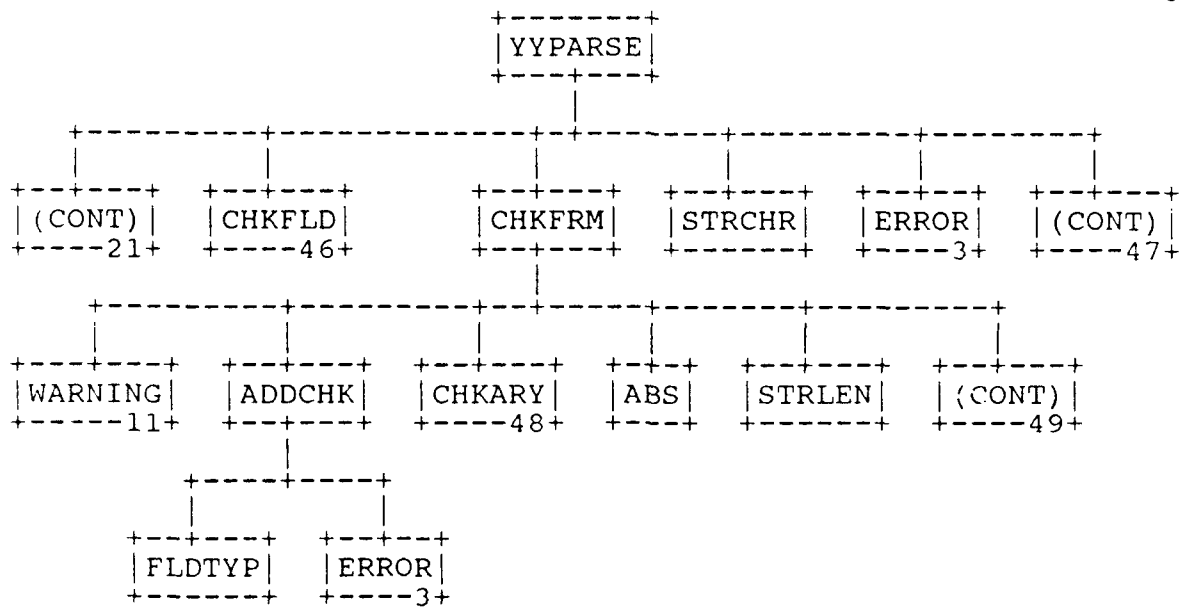 YYPARSE
(CONT) CHKFLD CHKFRM STRCHR ERROR (CONT)
21 46 3 47
WARNING ADDCHK CHKARY ABS STRLEN (CONT)
11 48 49
FLDTYP ERROR
3